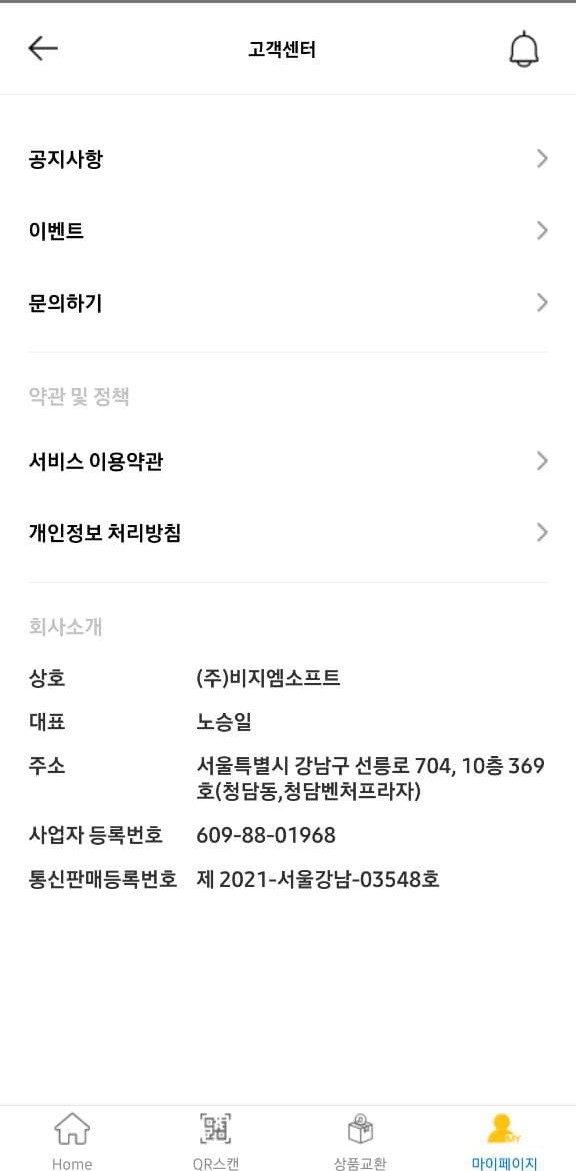 고객센터
공지사항
이벤트
문의하기
약관 및 정책
서비스 이용약관
개인정보 처리방침
회사소개
상호 (주)비지엠소프트
대표 노승일
주소 서울특별시 강남구 선릉로 704, 10층 369
호(청담동,청담벤처프라자)
사업자 등록번호 609-88-01968
통신판매등록번호 제 2021-서울강남-03548호
MY
Home QR스캔 상품교환 마이페이지